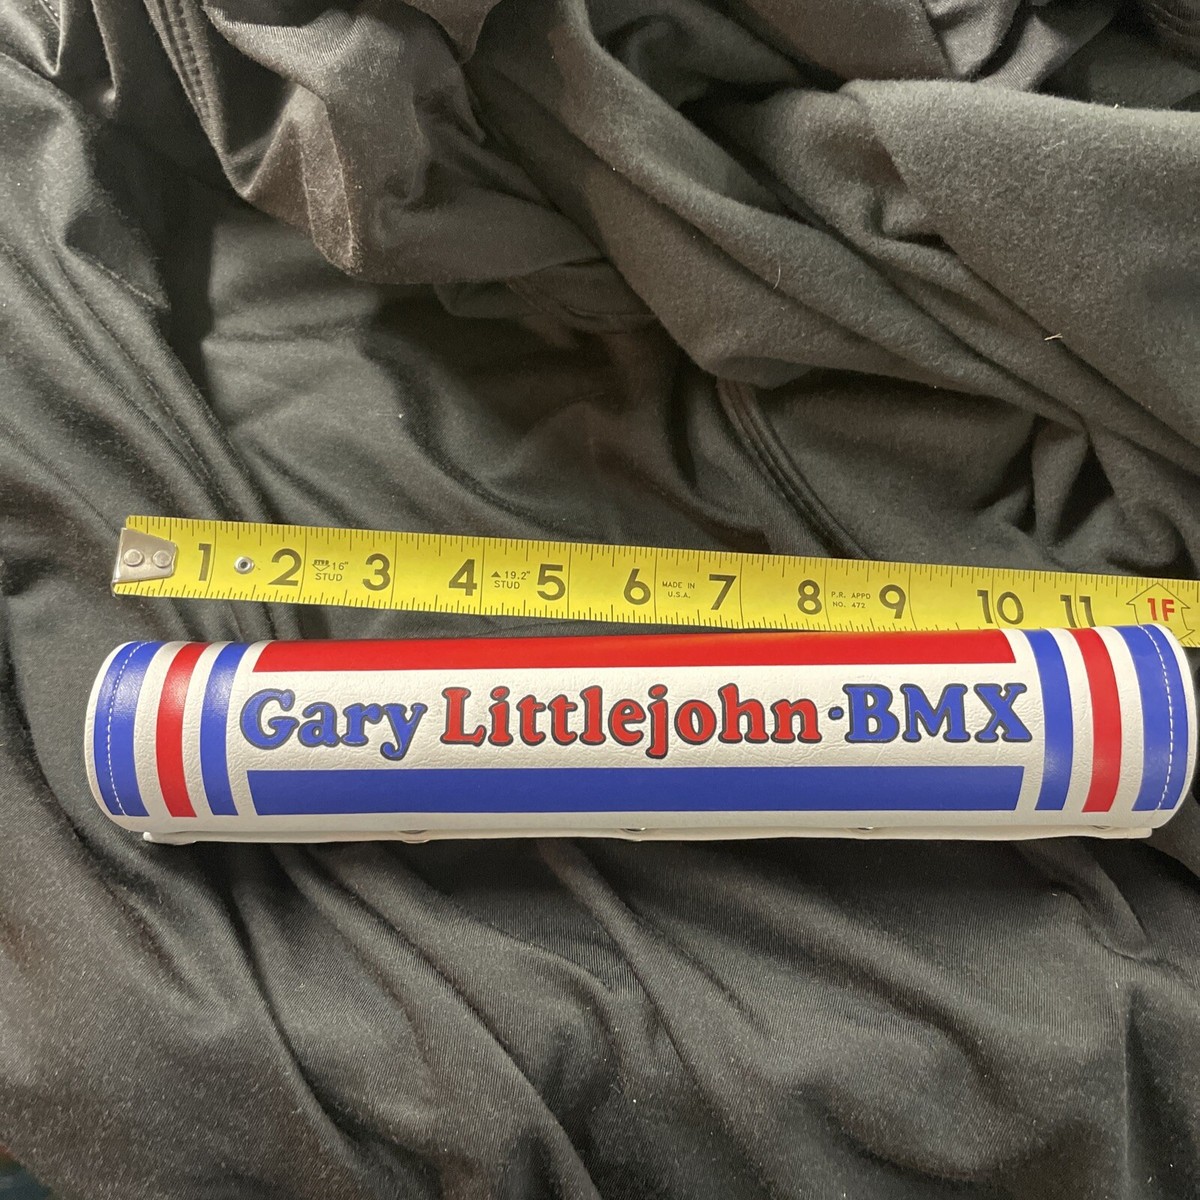 1 2 16" STUD 3 4 19.2" STUD 5 6 MADE IN U.S.A. 7 8 P.R. APPD NO. 472 9 10 11 1F
Gary Littlejohn·BMX